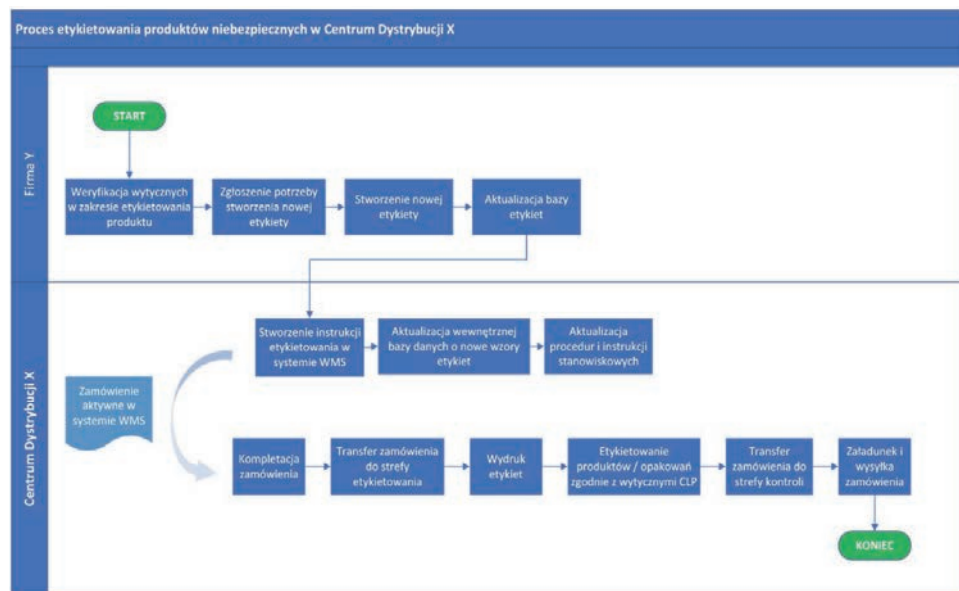 Proces etykietowania produktów niebezpiecznych w Centrum Dystrybucji X
Firma Y
START
Weryfikacja wytycznych
w zakresie etykietowania
produktu
Zgłoszenie potrzeby
stworzenia nowej
etykiety
Stworzenie nowej
etykiety
Aktualizacja bazy
etykiet
Centrum Dystrybucji X
Stworzenie instrukcji
etykietowania w
systemie WMS
Aktualizacja wewnętrznej
bazy danych o nowe wzory
etykiet
Aktualizacja
procedur i instrukcji
stanowiskowych
Zamówienie
aktywne w
systemie WMS
Kompletacja
zamówienia
Transfer zamówienia
do strefy
etykietowania
Wydruk
etykiet
Etykietowanie
produktów / opakowań
zgodnie z wytycznymi CLP
Transfer
zamówienia do
strefy kontroli
Załadunek i
wysyłka
zamówienia
KONIEC